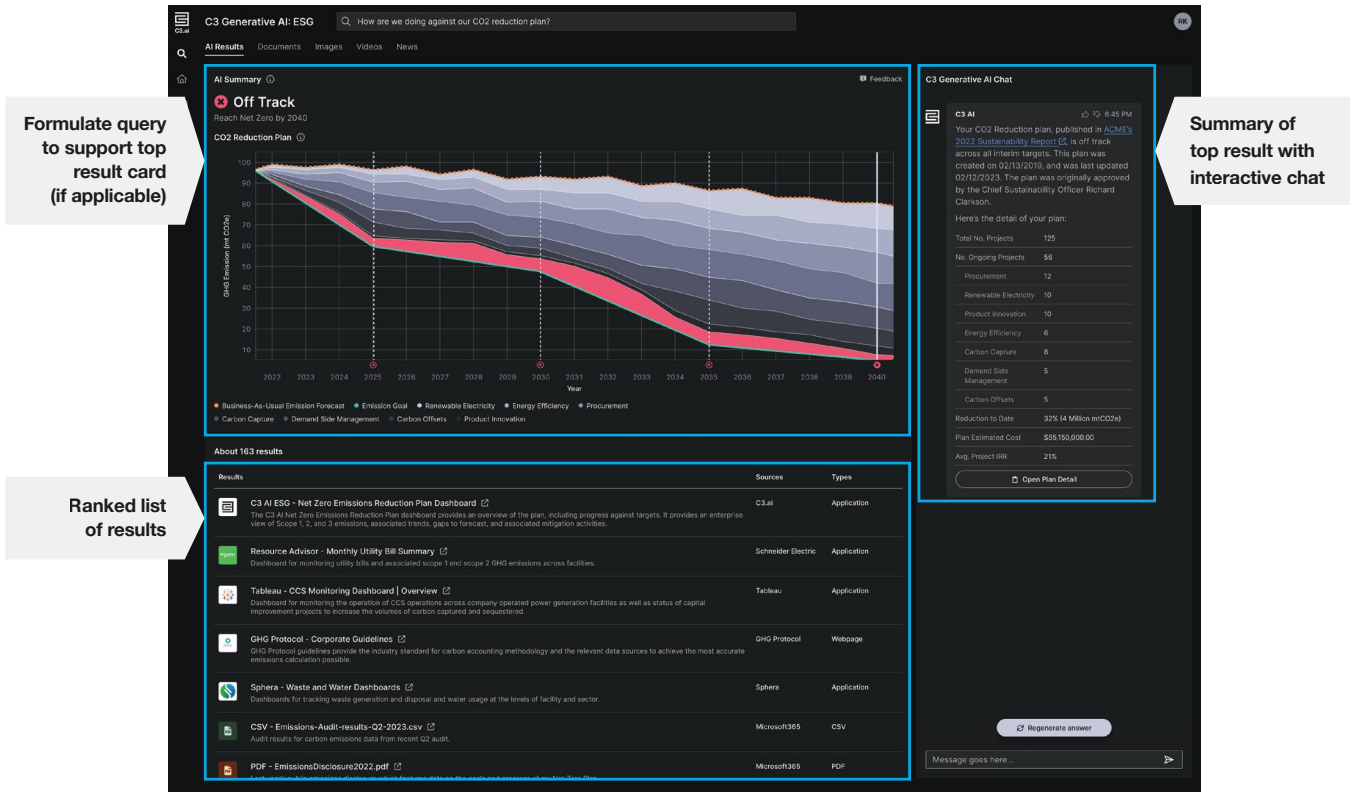 C3.ai
C3 Generative AI: ESG
How are we doing against our CO2 reduction plan?
RK
AI Results Documents Images Videos News
Formulate query
to support top
result card
(if applicable)
AI Summary
Feedback
Off Track
Reach Net Zero by 2040
CO2 Reduction Plan
GHG Emission (mt CO2e)
100
90
80
70
60
50
40
30
20
10
2022 2023 2024 2025 2026 2027 2028 2029 2030 2031 2032 2033 2034 2035 2036 2037 2038 2039 2040
Year
Business-As-Usual Emission Forecast Emission Goal Renewable Electricity Energy Efficiency Procurement
Carbon Capture Demand Side Management Carbon Offsets Product Innovation
C3 Generative AI Chat
C3 AI 6:45 PM
Your CO2 Reduction plan, published in ACME's
2022 Sustainability Report, is off track
across all interim targets. This plan was
created on 02/13/2019, and was last updated
02/12/2023. The plan was originally approved
by the Chief Sustainability Officer Richard
Clarkson.
Here's the detail of your plan:
Total No. Projects 125
No. Ongoing Projects 56
Procurement 12
Renewable Electricity 10
Product Innovation 10
Energy Efficiency 6
Carbon Capture 8
Demand Side
Management 5
Carbon Offsets 5
Reduction to Date 32% (4 Million mtCO2e)
Plan Estimated Cost $85,150,000.00
Avg. Project IRR 21%
Open Plan Detail
Summary of
top result with
interactive chat
Ranked list
of results
About 163 results
Results Sources Types
C3 AI ESG - Net Zero Emissions Reduction Plan Dashboard C3.ai Application
The C3 AI Net Zero Emissions Reduction Plan dashboard provides an overview of the plan, including progress against targets. It provides an enterprise
view of Scope 1, 2, and 3 emissions, associated trends, gaps to forecast, and associated mitigation activities.
Resource Advisor - Monthly Utility Bill Summary Schneider Electric Application
Dashboard for monitoring utility bills and associated scope 1 and scope 2 GHG emissions across facilities.
Tableau - CCS Monitoring Dashboard | Overview Tableau Application
Dashboard for monitoring the operation of CCS operations across company operated power generation facilities as well as status of capital
improvement projects to increase the volumes of carbon captured and sequestered.
GHG Protocol - Corporate Guidelines GHG Protocol Webpage
GHG Protocol guidelines provide the industry standard for carbon accounting methodology and the relevant data sources to achieve the most accurate
emissions calculation possible.
Sphera - Waste and Water Dashboards Sphera Application
Dashboards for tracking waste generation and disposal and water usage at the levels of facility and sector.
CSV - Emissions-Audit-results-Q2-2023.csv Microsoft365 CSV
Audit results for carbon emissions data from recent Q2 audit.
PDF - EmissionsDisclosure2022.pdf Microsoft365 PDF
Regenerate answer
Message goes here...